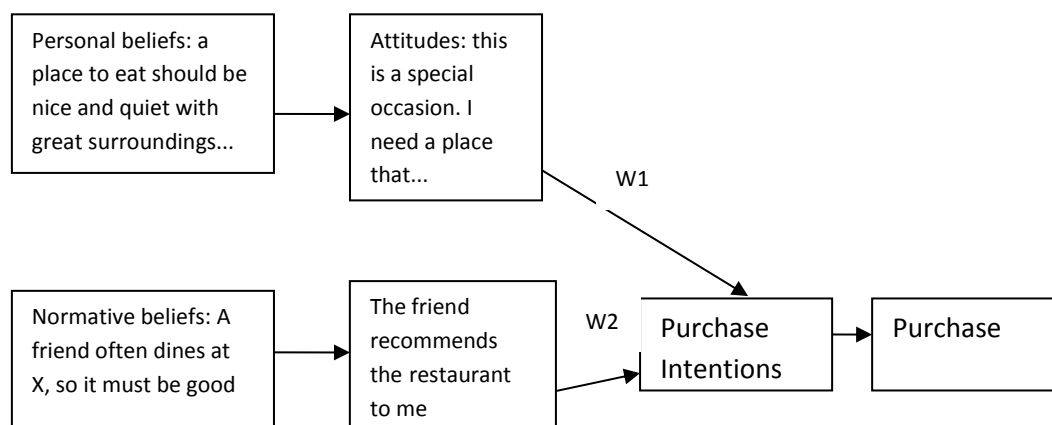 Personal beliefs: a
place to eat should be
nice and quiet with
great surroundings...
Attitudes: this
is a special
occasion. I
need a place
that...
W1
Normative beliefs: A
friend often dines at
X, so it must be good
The friend
recommends
the restaurant
to me
W2
Purchase
Intentions
Purchase